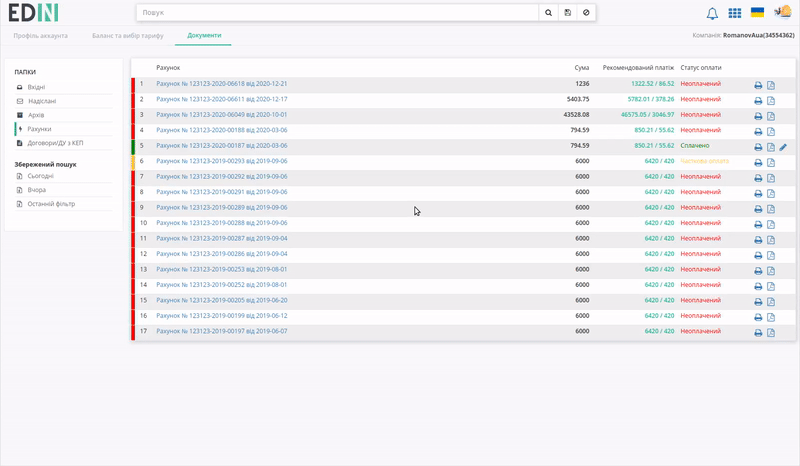 EDIN
Пошук
Профіль аккаунта
Баланс та вибір тарифу
Документи
Компанія: RomanovAua(34554362)
ПАПКИ
Вхідні
Надіслані
Архів
Рахунки
Договори/ДУ з КЕП
Збережений пошук
Сьогодні
Вчора
Останній фільтр
Рахунок Сума Рекомендований платіж Статус оплати
1 Рахунок № 123123-2020-06618 від 2020-12-21 1236 1322.52 / 86.52 Неоплачений
2 Рахунок № 123123-2020-06611 від 2020-12-17 5403.75 5782.01 / 378.26 Неоплачений
3 Рахунок № 123123-2020-06049 від 2020-10-01 43528.08 46575.05 / 3046.97 Неоплачений
4 Рахунок № 123123-2020-00188 від 2020-03-06 794.59 850.21 / 55.62 Неоплачений
5 Рахунок № 123123-2020-00187 від 2020-03-06 794.59 850.21 / 55.62 Сплачено
6 Рахунок № 123123-2019-00293 від 2019-09-06 6000 6420 / 420 Часткова оплата
7 Рахунок № 123123-2019-00292 від 2019-09-06 6000 6420 / 420 Неоплачений
8 Рахунок № 123123-2019-00291 від 2019-09-06 6000 6420 / 420 Неоплачений
9 Рахунок № 123123-2019-00289 від 2019-09-06 6000 6420 / 420 Неоплачений
10 Рахунок № 123123-2019-00288 від 2019-09-06 6000 6420 / 420 Неоплачений
11 Рахунок № 123123-2019-00287 від 2019-09-04 6000 6420 / 420 Неоплачений
12 Рахунок № 123123-2019-00286 від 2019-09-04 6000 6420 / 420 Неоплачений
13 Рахунок № 123123-2019-00253 від 2019-08-01 6000 6420 / 420 Неоплачений
14 Рахунок № 123123-2019-00252 від 2019-08-01 6000 6420 / 420 Неоплачений
15 Рахунок № 123123-2019-00205 від 2019-06-20 6000 6420 / 420 Неоплачений
16 Рахунок № 123123-2019-00199 від 2019-06-12 6000 6420 / 420 Неоплачений
17 Рахунок № 123123-2019-00197 від 2019-06-07 6000 6420 / 420 Неоплачений